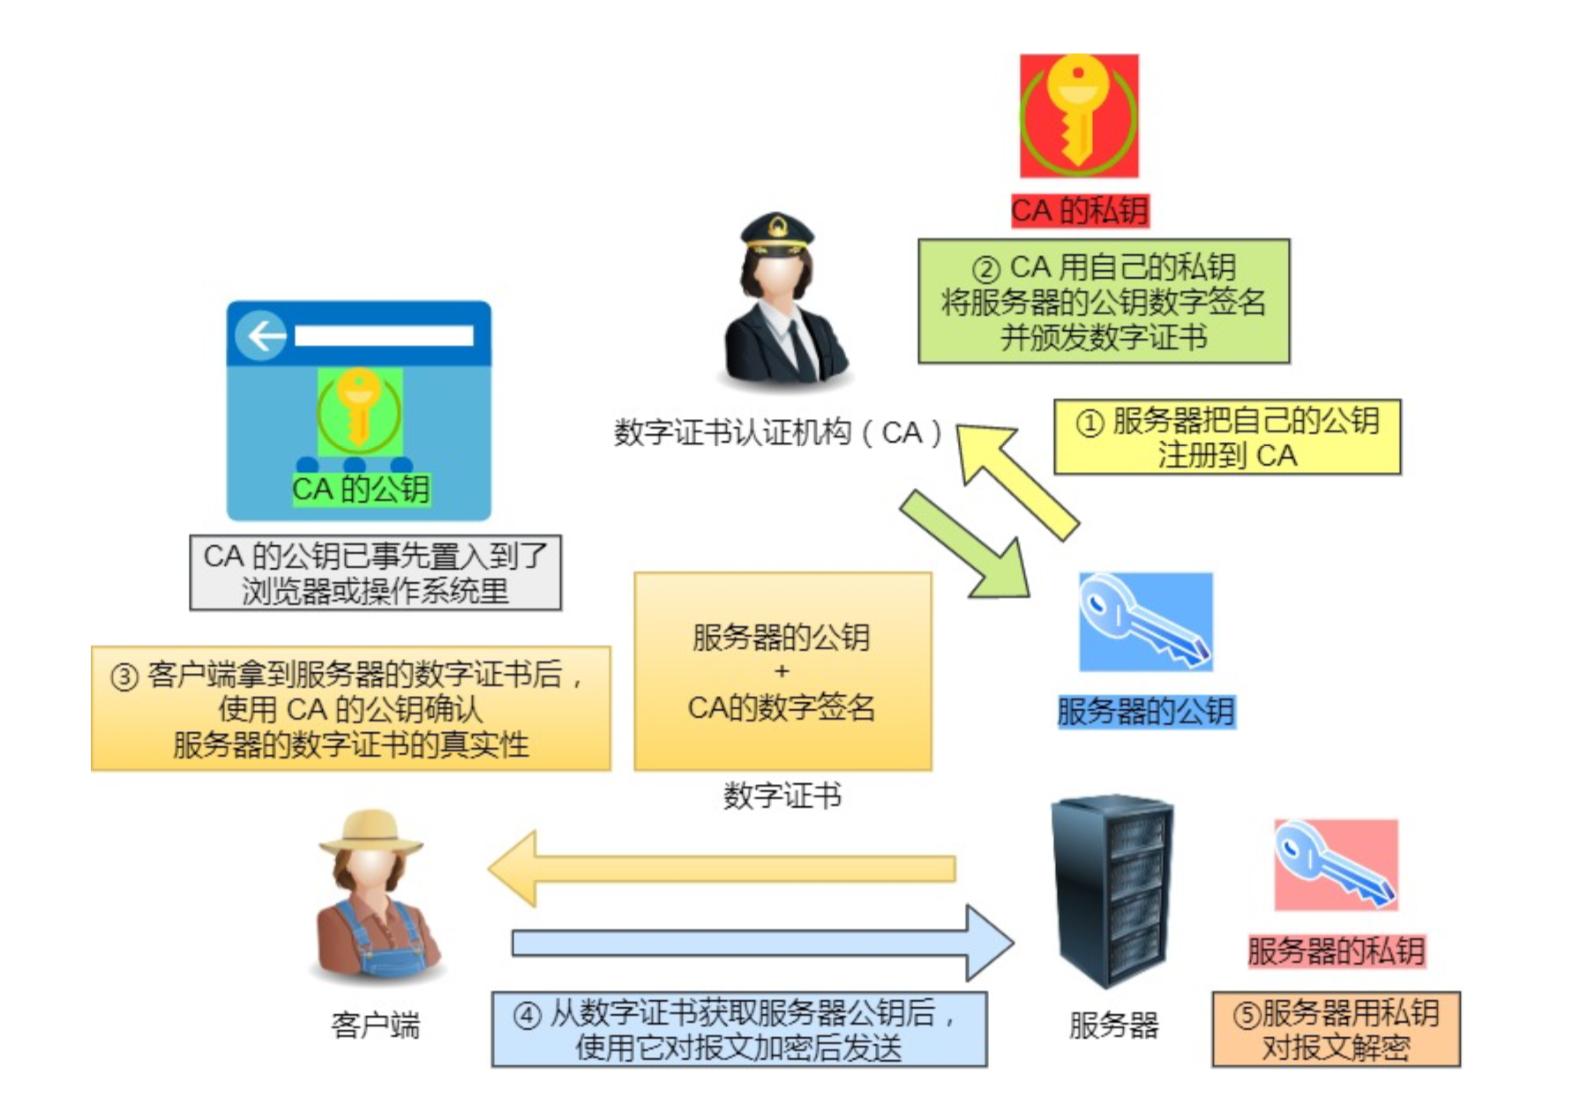 CA 的私钥
② CA 用自己的私钥
将服务器的公钥数字签名
并颁发数字证书
数字证书认证机构（CA）
① 服务器把自己的公钥
注册到 CA
CA 的公钥
CA 的公钥已事先置入到了
浏览器或操作系统里
③ 客户端拿到服务器的数字证书后，
使用 CA 的公钥确认
服务器的数字证书的真实性
服务器的公钥
+
CA的数字签名
数字证书
服务器的公钥
服务器的私钥
客户端
④ 从数字证书获取服务器公钥后，
使用它对报文加密后发送
服务器
⑤服务器用私钥
对报文解密